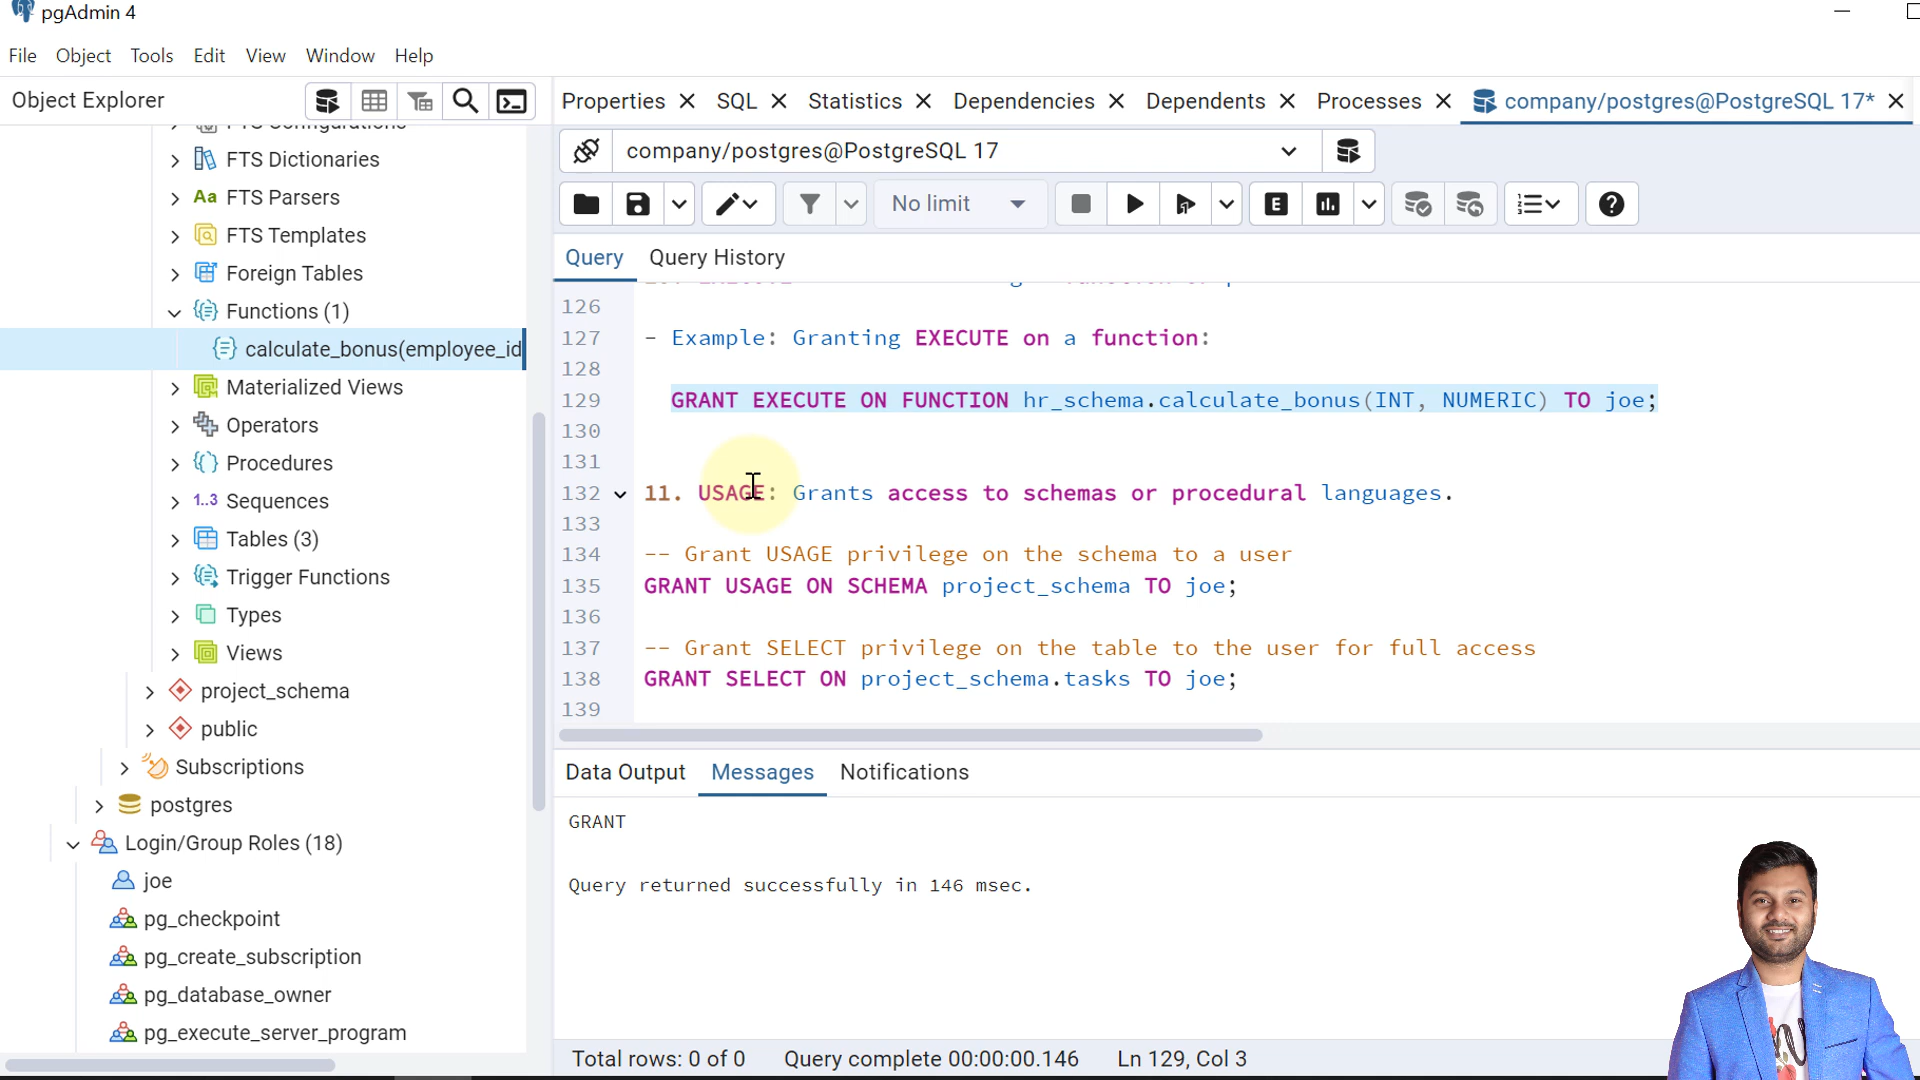 pgAdmin 4
File Object Tools Edit View Window Help
Object Explorer
Properties SQL Statistics Dependencies Dependents Processes company/postgres@PostgreSQL 17*
company/postgres@PostgreSQL 17
No limit
Query Query History
FTS Configurations
Aa FTS Dictionaries
FTS Parsers
FTS Templates
Foreign Tables
Functions (1)
calculate_bonus(employee_id
Materialized Views
Operators
Procedures
1..3 Sequences
Tables (3)
Trigger Functions
Types
Views
project_schema
public
Subscriptions
postgres
Login/Group Roles (18)
joe
pg_checkpoint
pg_create_subscription
pg_database_owner
pg_execute_server_program
126
127 - Example: Granting EXECUTE on a function:
128
129 GRANT EXECUTE ON FUNCTION hr_schema.calculate_bonus(INT, NUMERIC) TO joe;
130
131
132 11. USAGE: Grants access to schemas or procedural languages.
133
134 -- Grant USAGE privilege on the schema to a user
135 GRANT USAGE ON SCHEMA project_schema TO joe;
136
137 -- Grant SELECT privilege on the table to the user for full access
138 GRANT SELECT ON project_schema.tasks TO joe;
139
Data Output Messages Notifications
GRANT
Query returned successfully in 146 msec.
Total rows: 0 of 0 Query complete 00:00:00.146 Ln 129, Col 3